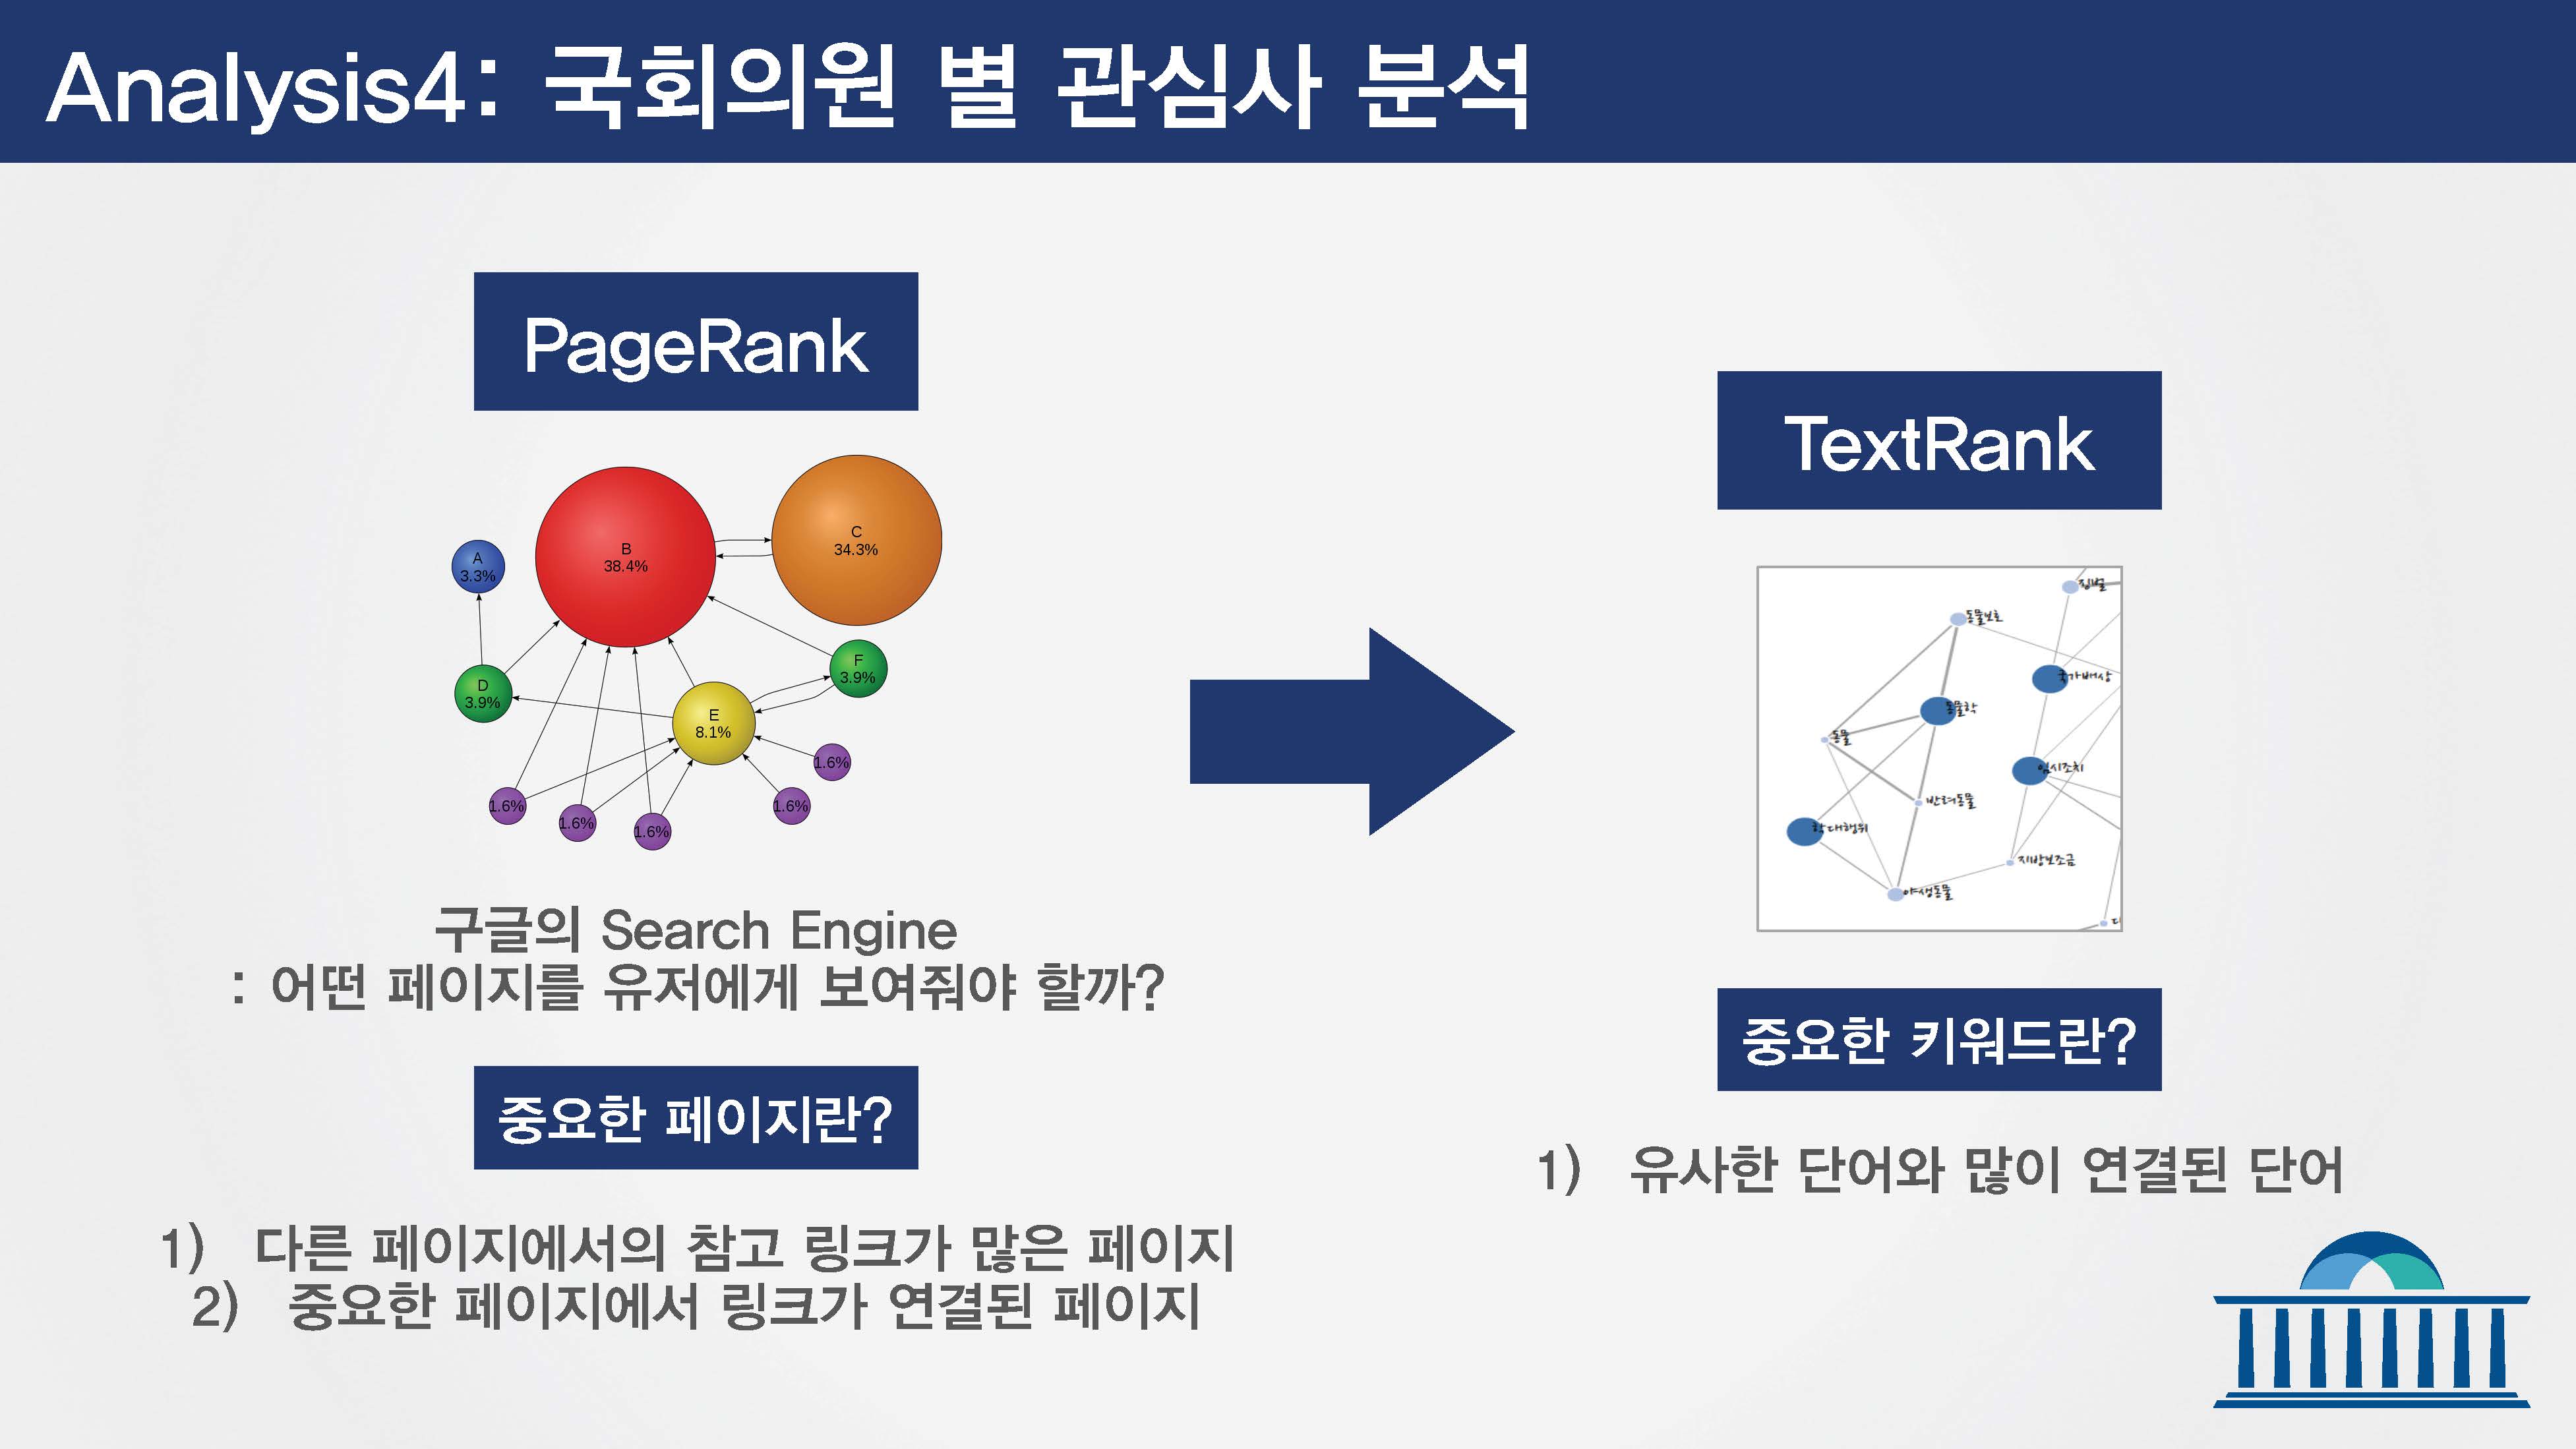 Analysis4: 국회의원 별 관심사 분석
PageRank
A
3.3%
B
38.4%
C
34.3%
D
3.9%
E
8.1%
F
3.9%
1.6%
1.6%
1.6%
1.6%
1.6%
구글의 Search Engine
: 어떤 페이지를 유저에게 보여줘야 할까?
중요한 페이지란?
1) 다른 페이지에서의 참고 링크가 많은 페이지
2) 중요한 페이지에서 링크가 연결된 페이지
TextRank
징벌
동물보호
국가배상
동물학
동물
임시조치
반려동물
학대행위
지방보조금
야생동물
중요한 키워드란?
1) 유사한 단어와 많이 연결된 단어